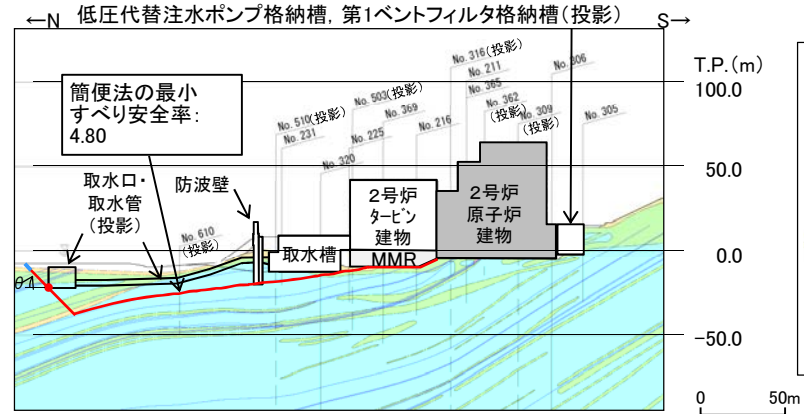 ←N 低圧代替注水ポンプ格納槽，第1ベントフィルタ格納槽(投影) S→
T.P.(m)
100.0
50.0
0.0
-50.0
0 50m
簡便法の最小
すべり安全率：
4.80
取水口・
取水管
(投影)
防波壁
No. 610
(投影)
No. 510(投影)
No. 231
No. 320
No. 503(投影)
No. 225
No. 369
No. 216
No. 316(投影)
No. 211
No. 365
No. 362
(投影)
No. 309
(投影)
No. 306
No. 305
取水槽
2号炉
タービン
建物
MMR
2号炉
原子炉
建物